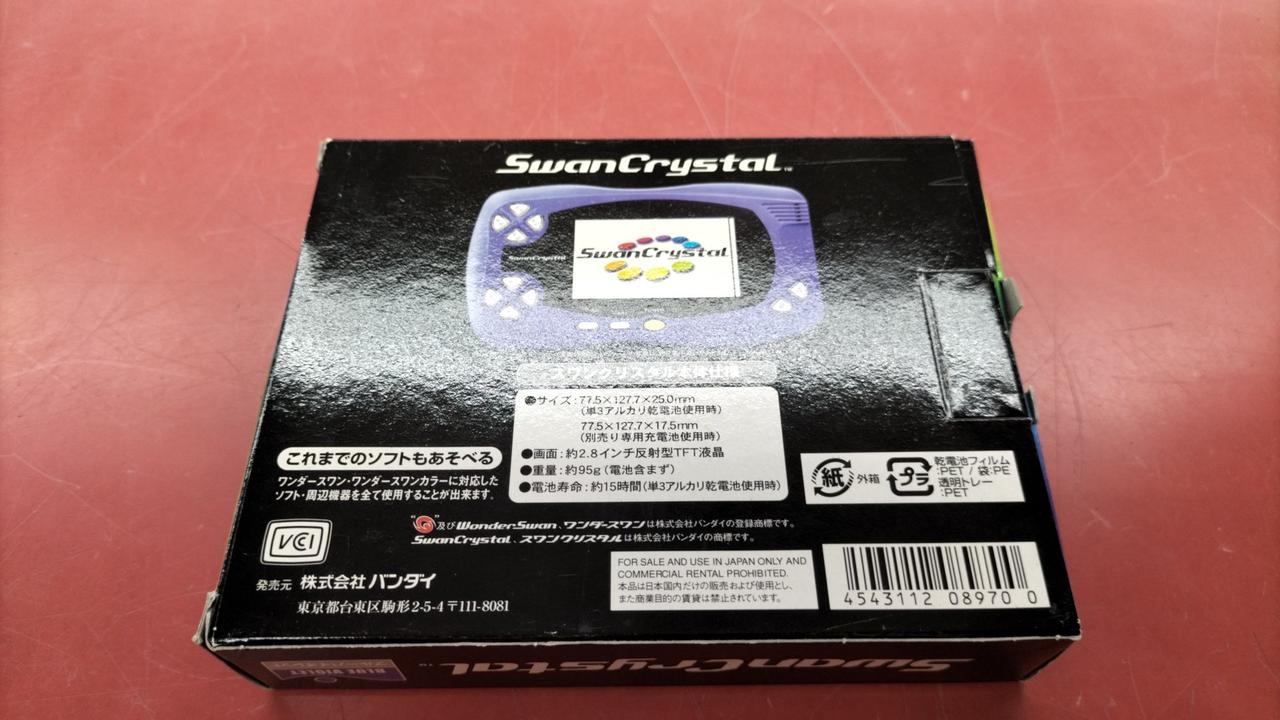 SwanCrystal™
SwanCrystal
SwanCrystal
スワンクリスタル本体仕様
●サイズ:77.5×127.7×25.0mm
(単3アルカリ乾電池使用時)
77.5×127.7×17.5mm
(別売り専用充電池使用時)
●画面:約2.8インチ反射型TFT液晶
●重量:約95g(電池含まず)
●電池寿命:約15時間(単3アルカリ乾電池使用時)
これまでのソフトもあそべる
ワンダースワン・ワンダースワンカラーに対応した
ソフト・周辺機器を全て使用することが出来ます。
紙 外箱 プラ 乾電池フィルム
:PET / 袋:PE
透明トレー
:PET
“ ”及びWonderSwan、ワンダースワンは株式会社バンダイの登録商標です。
SwanCrystal、スワンクリスタルは株式会社バンダイの商標です。
VCI
発売元 株式会社 バンダイ
東京都台東区駒形2-5-4 〒111-8081
FOR SALE AND USE IN JAPAN ONLY AND
COMMERCIAL RENTAL PROHIBITED.
本品は日本国内だけの販売および使用とし、
また商業目的の賃貸は禁止されています。
4543112 08970 0
SwanCrystal™
BLUE VIOLET
ブルーバイオレット